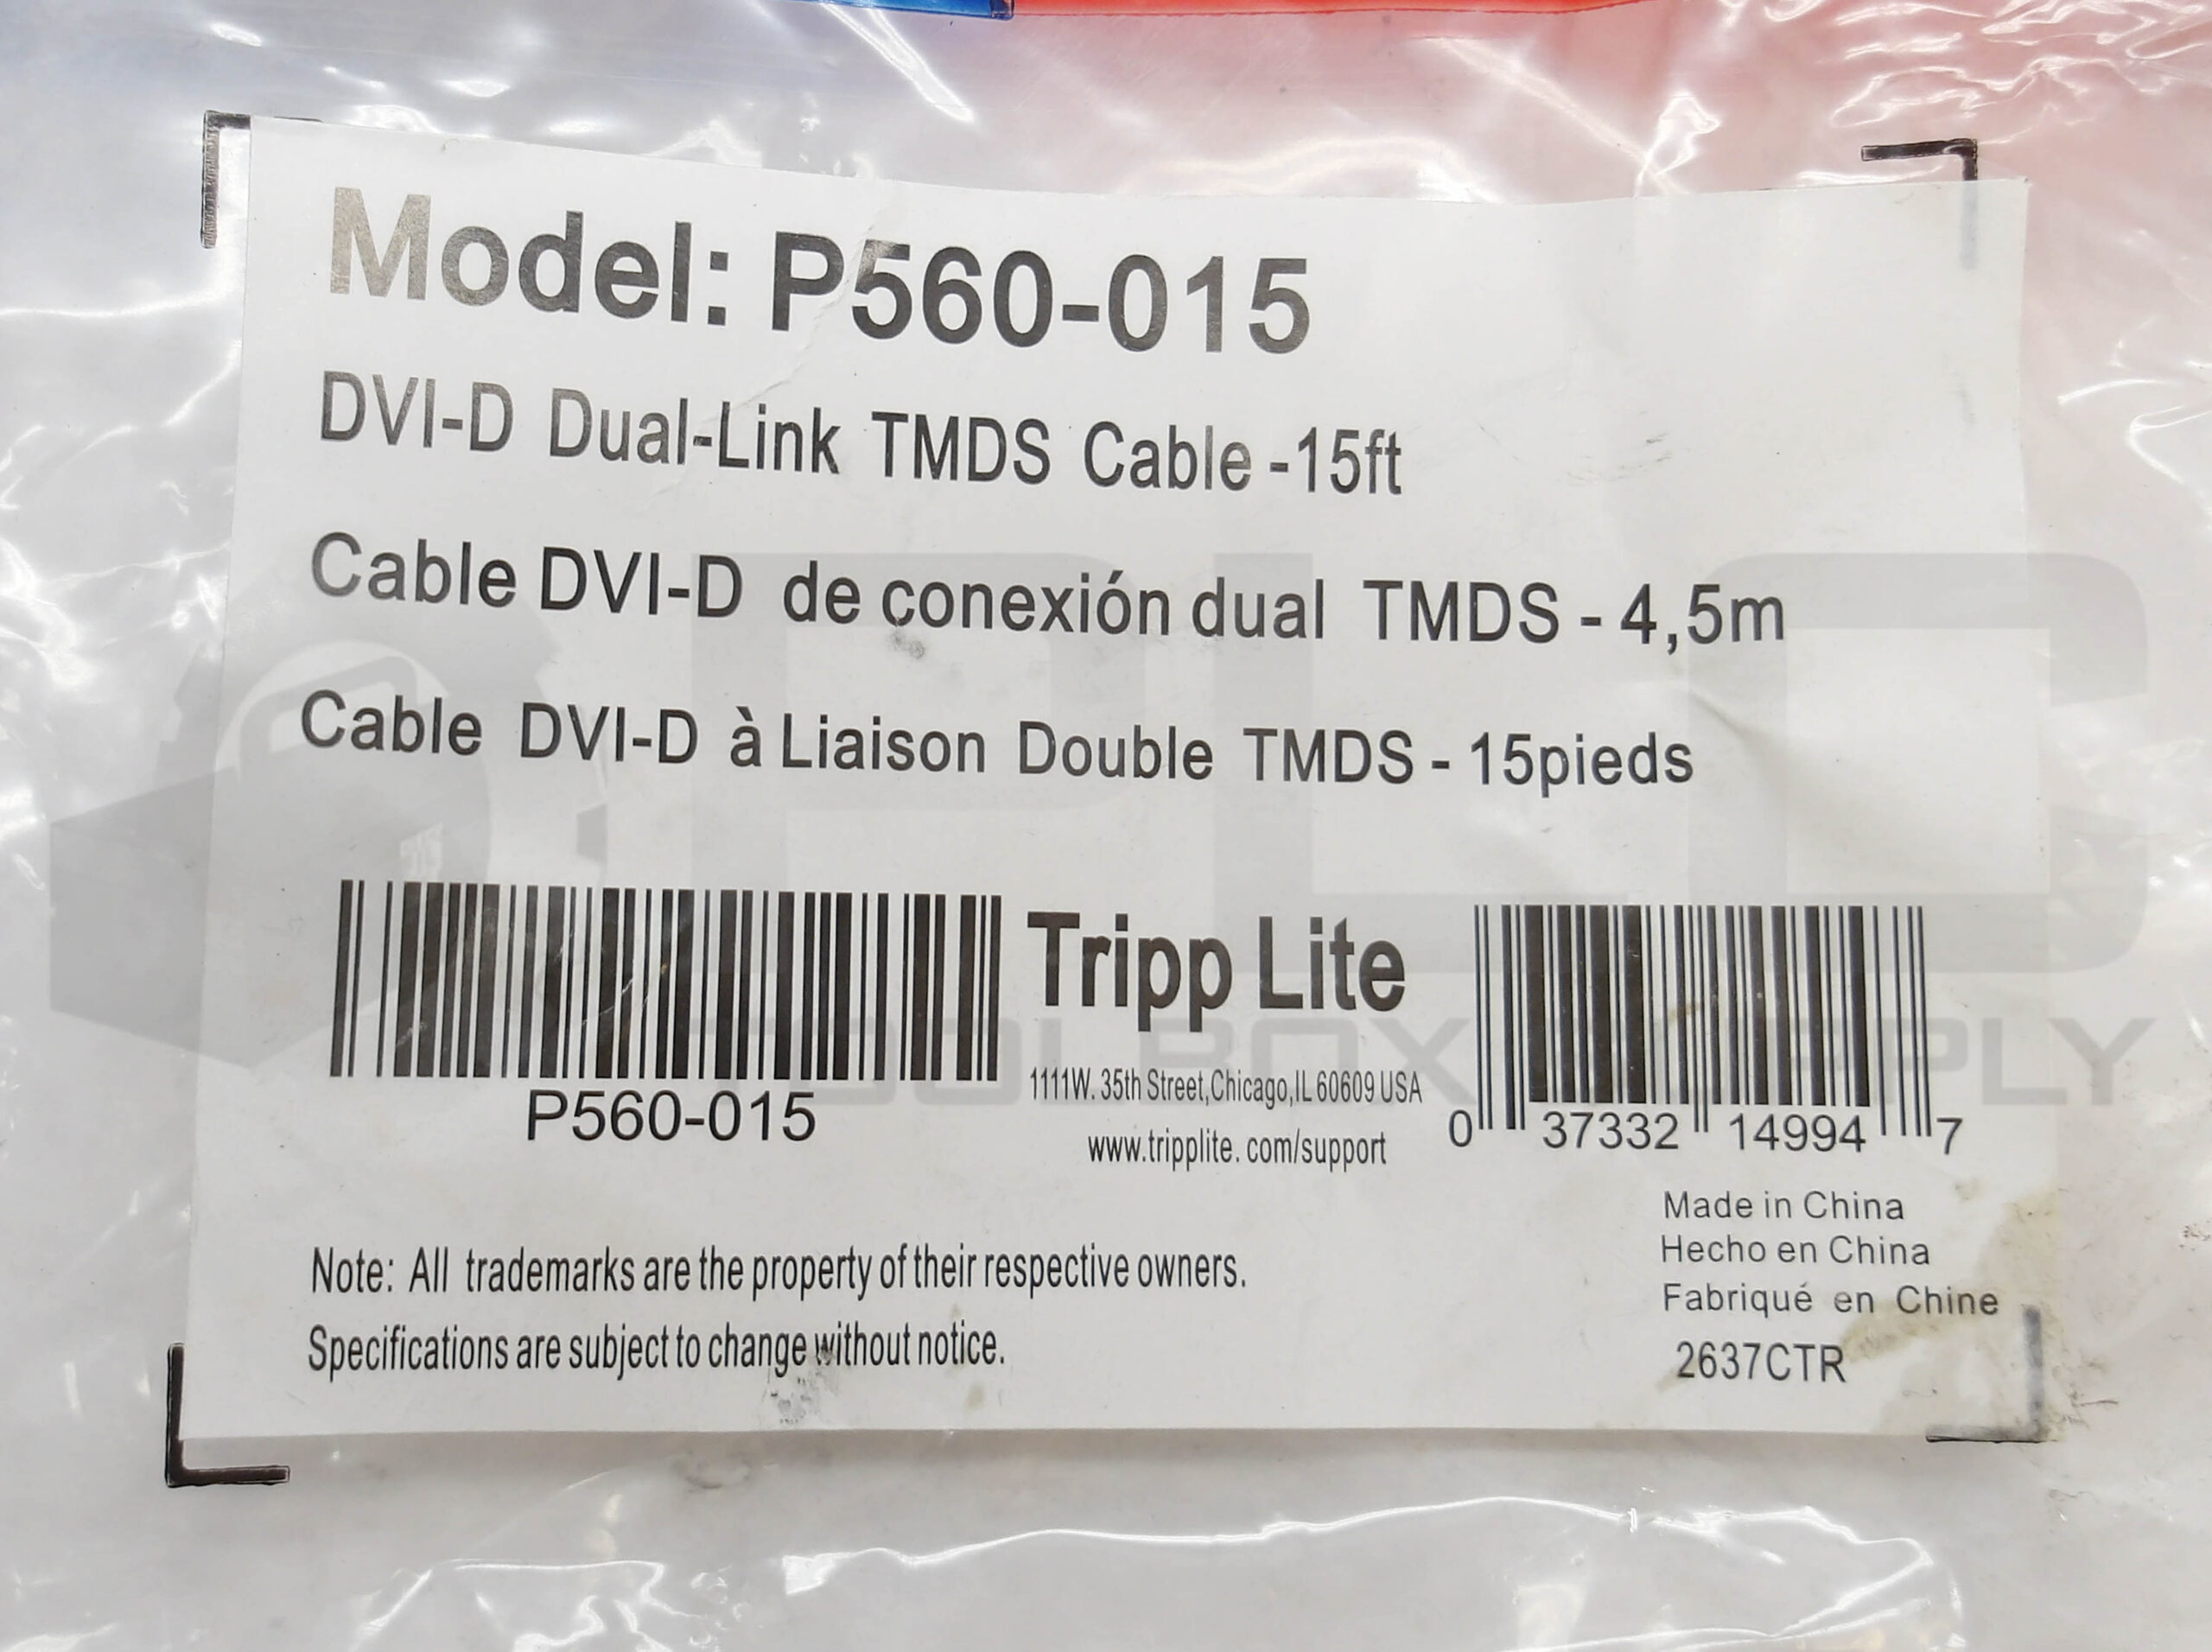 Model: P560-015
DVI-D Dual-Link TMDS Cable -15ft
Cable DVI-D de conexión dual TMDS - 4,5m
Cable DVI-D à Liaison Double TMDS - 15pieds
P560-015
Tripp Lite
1111W. 35th Street,Chicago,IL 60609 USA
www.tripplite. com/support
0 37332 14994 7
Made in China
Hecho en China
Fabriqué en Chine
2637CTR
Note: All trademarks are the property of their respective owners.
Specifications are subject to change without notice.
PLC
TOOLBOX SUPPLY